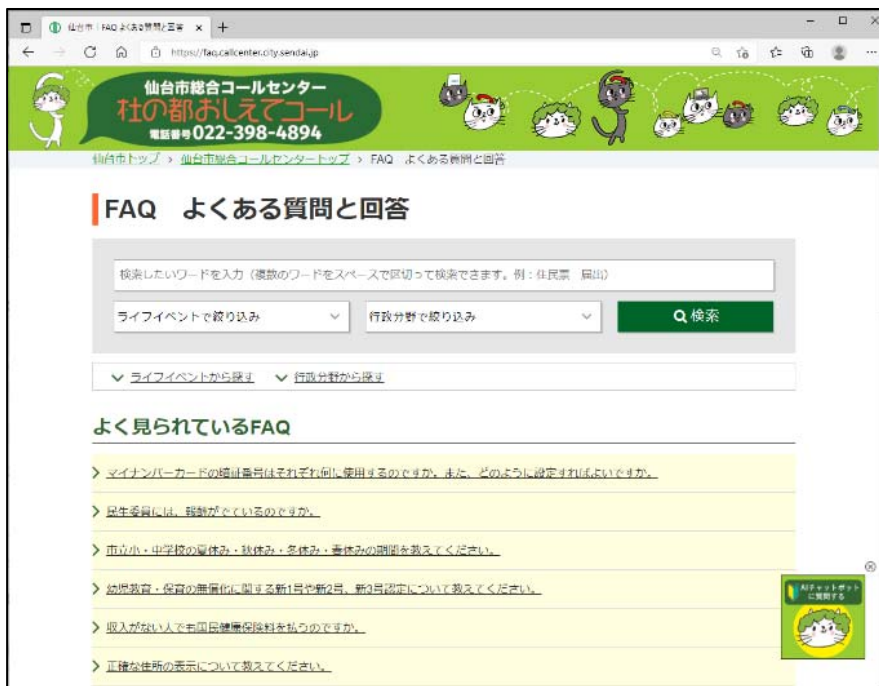 仙台市｜FAQ よくある質問と回答
https://faq.callcenter.city.sendai.jp
仙台市総合コールセンター
杜の都おしえてコール
電話番号022-398-4894
仙台市トップ > 仙台市総合コールセンタートップ > FAQ よくある質問と回答
FAQ よくある質問と回答
検索したいワードを入力（複数のワードをスペースで区切って検索できます。例：住民票 届出）
ライフイベントで絞り込み
行政分野で絞り込み
検索
ライフイベントから探す
行政分野から探す
よく見られているFAQ
マイナンバーカードの暗証番号はそれぞれ何に使用するのですか。また、どのように設定すればよいですか。
民生委員には、報酬がでているのですか。
市立小・中学校の夏休み・秋休み・冬休み・春休みの期間を教えてください。
幼児教育・保育の無償化に関する新1号や新2号、新3号認定について教えてください。
AIチャットボット
に質問する
収入がない人でも国民健康保険料を払うのですか。
正確な住所の表示について教えてください。